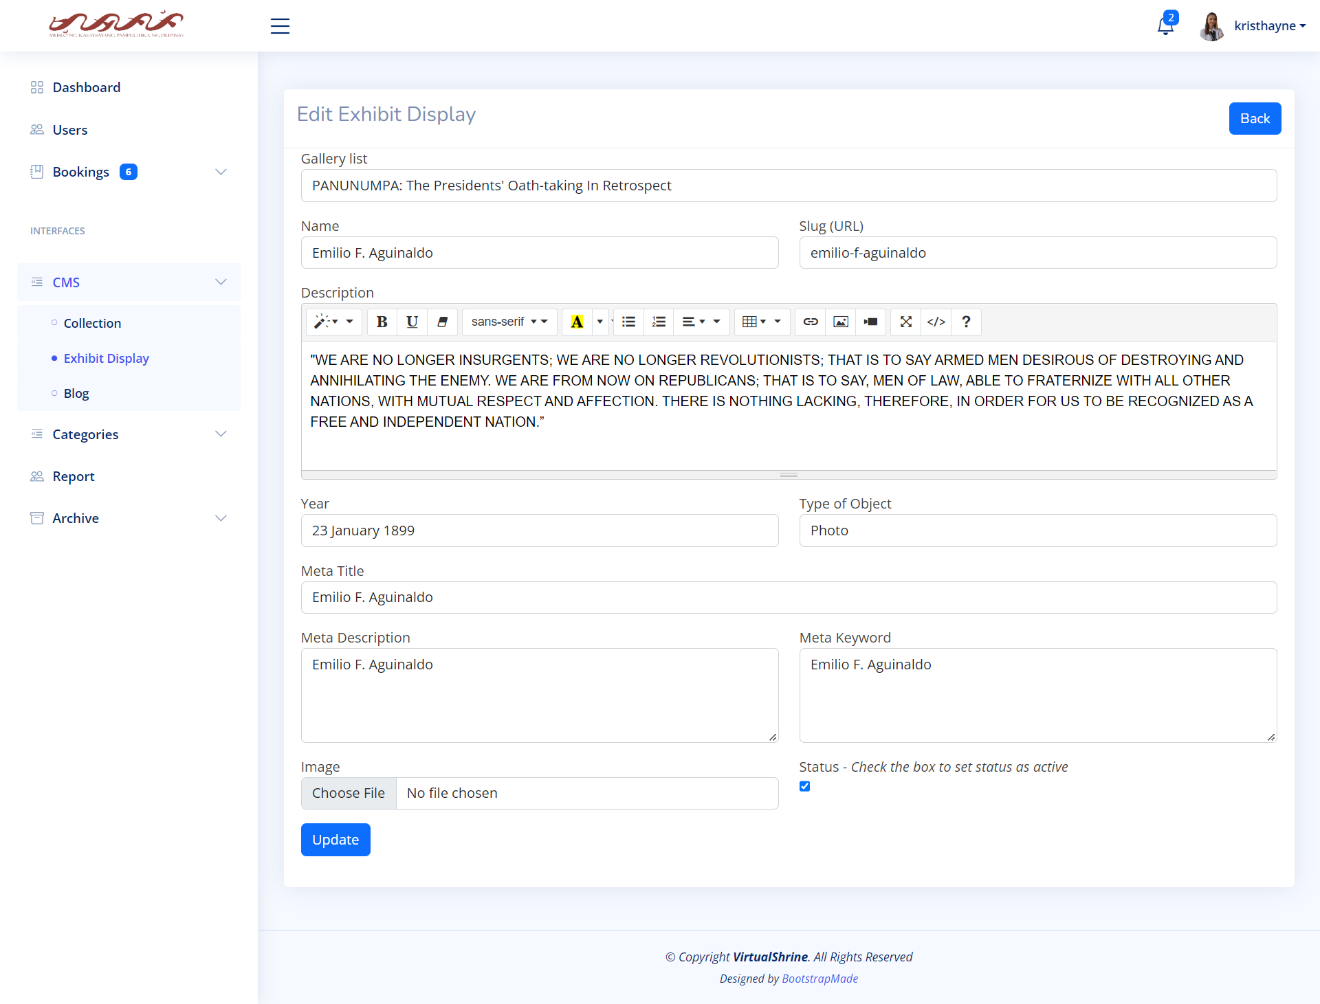 2
kristhayne
Dashboard
Users
Bookings 6
INTERFACES
CMS
Collection
Exhibit Display
Blog
Categories
Report
Archive
Edit Exhibit Display
Back
Gallery list
PANUNUMPA: The Presidents' Oath-taking In Retrospect
Name
Emilio F. Aguinaldo
Slug (URL)
emilio-f-aguinaldo
Description
B U sans-serif A </> ?
"WE ARE NO LONGER INSURGENTS; WE ARE NO LONGER REVOLUTIONISTS; THAT IS TO SAY ARMED MEN DESIROUS OF DESTROYING AND
ANNIHILATING THE ENEMY. WE ARE FROM NOW ON REPUBLICANS; THAT IS TO SAY, MEN OF LAW, ABLE TO FRATERNIZE WITH ALL OTHER
NATIONS, WITH MUTUAL RESPECT AND AFFECTION. THERE IS NOTHING LACKING, THEREFORE, IN ORDER FOR US TO BE RECOGNIZED AS A
FREE AND INDEPENDENT NATION.”
Year
23 January 1899
Type of Object
Photo
Meta Title
Emilio F. Aguinaldo
Meta Description
Emilio F. Aguinaldo
Meta Keyword
Emilio F. Aguinaldo
Image
Choose File No file chosen
Status - Check the box to set status as active
Update
© Copyright VirtualShrine. All Rights Reserved
Designed by BootstrapMade